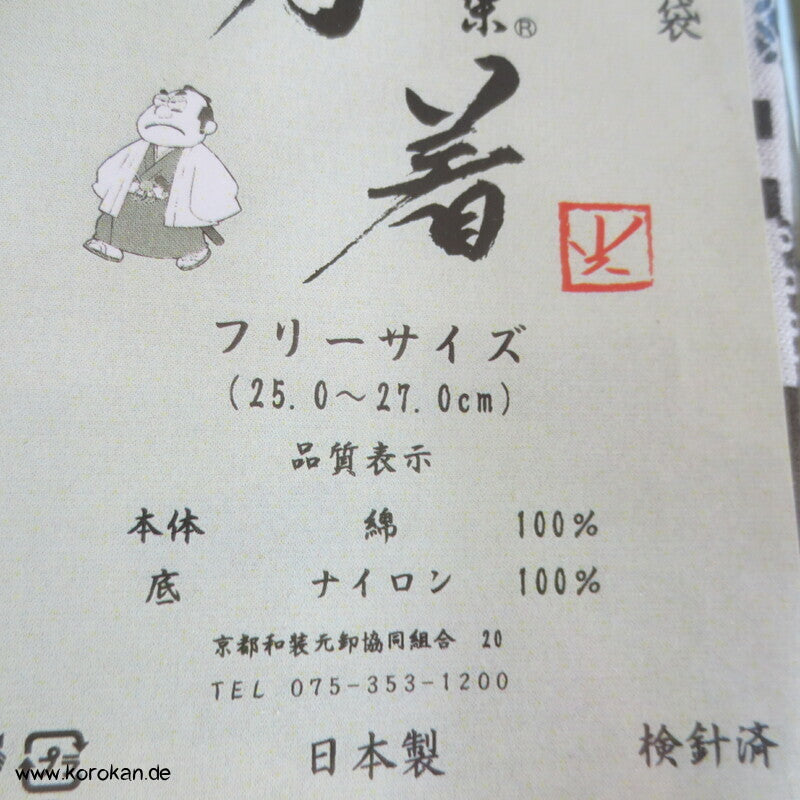 袋
®
着
フリーサイズ
(25.0～27.0cm)
品質表示
本体 綿 100%
底 ナイロン 100%
京都和装元卸協同組合 20
TEL 075-353-1200
日本製 検針済
www.korokan.de